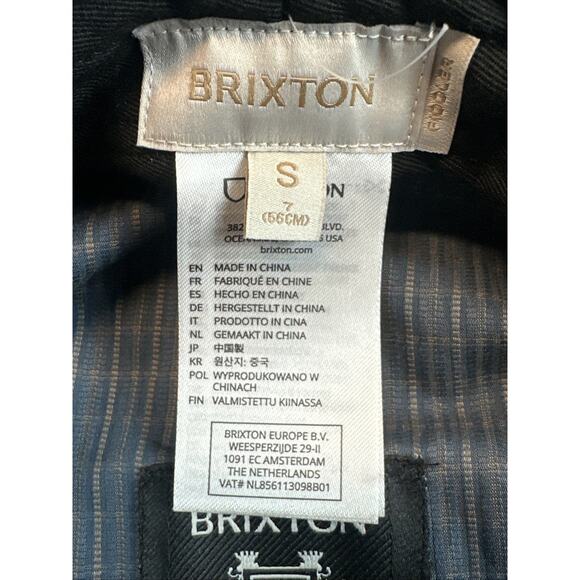 BRIXTON
S
7
(56CM)
ON
382 LVD.
USA
brixton.com
EN MADE IN CHINA
FR FABRIQUÉ EN CHINE
ES HECHO EN CHINA
DE HERGESTELLT IN CHINA
IT PRODOTTO IN CINA
NL GEMAAKT IN CHINA
JP 中国製
KR 원산지: 중국
POL WYPRODUKOWANO W
CHINACH
FIN VALMISTETTU KIINASSA
BRIXTON EUROPE B.V.
WEESPERZIJDE 29-II
1091 EC AMSTERDAM
THE NETHERLANDS
VAT# NL856113098B01
BRIXTON